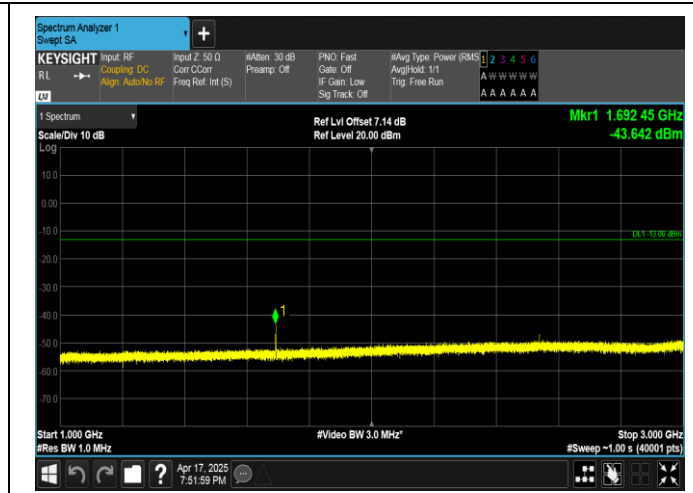 Spectrum Analyzer 1
Swept SA
+
KEYSIGHT
RL
LXI
Input: RF
Coupling: DC
Align: Auto/No RF
Input Z: 50 Ω
Corr CCorr
Freq Ref: Int (S)
#Atten: 30 dB
Preamp: Off
PNO: Fast
Gate: Off
IF Gain: Low
Sig Track: Off
#Avg Type: Power (RMS
Avg|Hold: 1/1
Trig: Free Run
1 2 3 4 5 6
A W W W W W
A A A A A A
1 Spectrum
Scale/Div 10 dB
Ref Lvl Offset 7.14 dB
Ref Level 20.00 dBm
Mkr1 1.692 45 GHz
-43.642 dBm
Log
10.0
0.00
-10.0
DL1 -13.00 dBm
-20.0
-30.0
-40.0
1
-50.0
-60.0
-70.0
Start 1.000 GHz
#Video BW 3.0 MHz*
Stop 3.000 GHz
#Res BW 1.0 MHz
#Sweep ~1.00 s (40001 pts)
?
Apr 17, 2025
7:51:59 PM